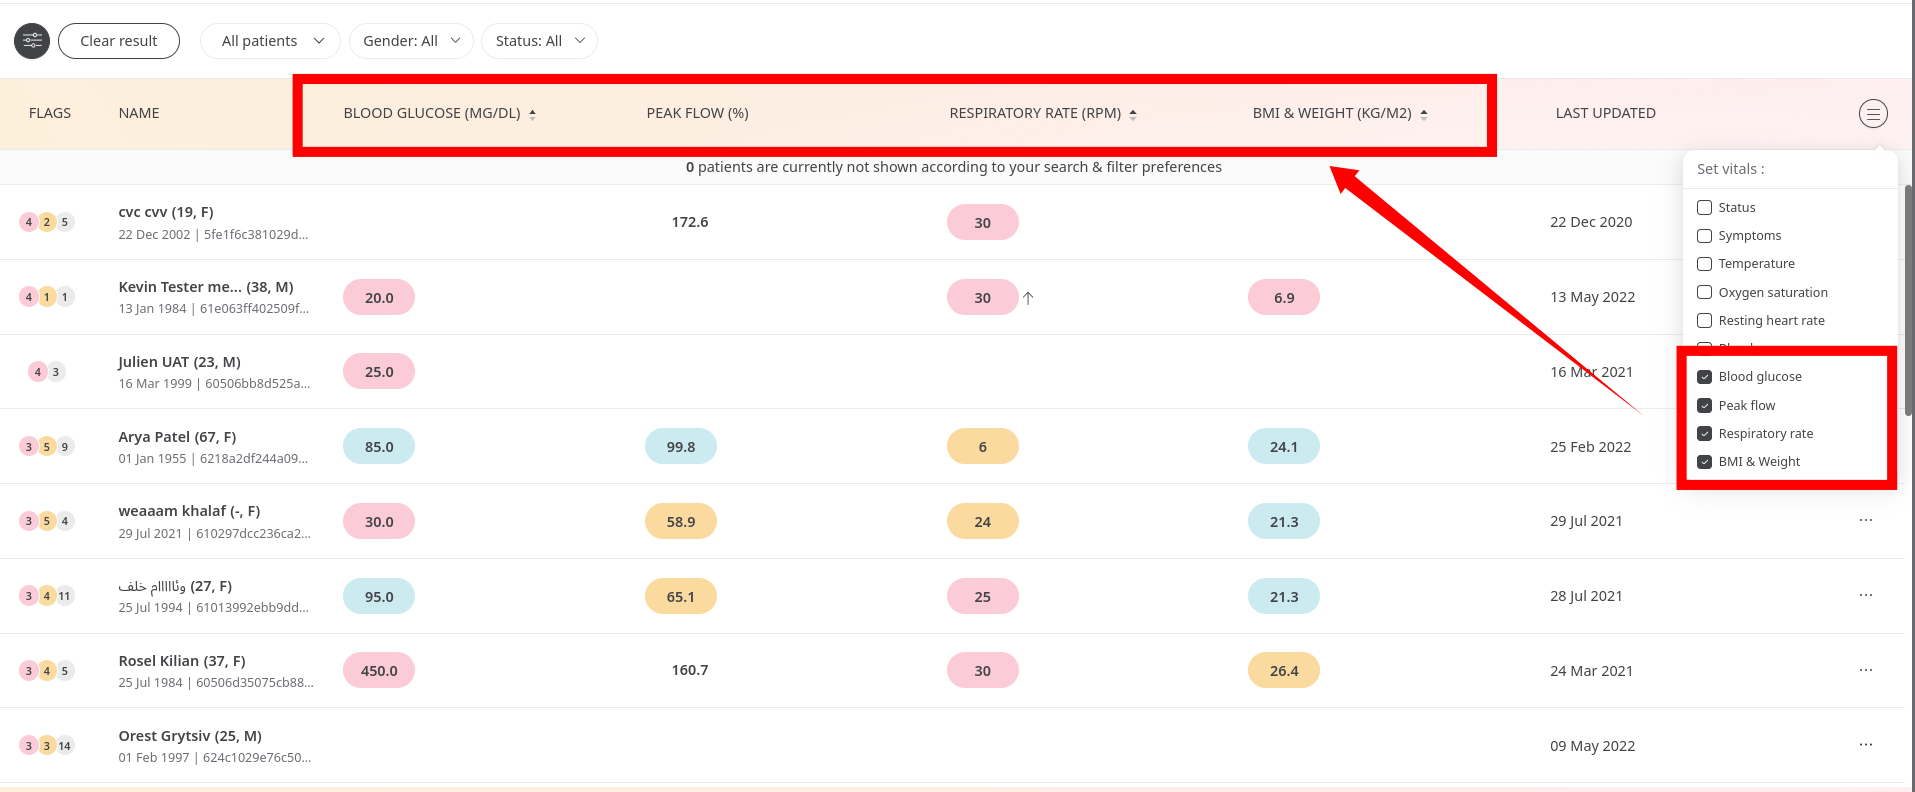 Clear result All patients Gender: All Status: All
FLAGS NAME BLOOD GLUCOSE (MG/DL) PEAK FLOW (%) RESPIRATORY RATE (RPM) BMI & WEIGHT (KG/M2) LAST UPDATED
0 patients are currently not shown according to your search & filter preferences
Set vitals :
Status
Symptoms
Temperature
Oxygen saturation
Resting heart rate
Blood glucose
Peak flow
Respiratory rate
BMI & Weight
4 2 5 cvc cvv (19, F) 172.6 30 22 Dec 2020
22 Dec 2002 | 5fe1f6c381029d...
4 1 1 Kevin Tester me... (38, M) 20.0 30 ↑ 6.9 13 May 2022
13 Jan 1984 | 61e063ff402509f...
4 3 Julien UAT (23, M) 25.0 16 Mar 2021
16 Mar 1999 | 60506bb8d525a...
3 5 9 Arya Patel (67, F) 85.0 99.8 6 24.1 25 Feb 2022
01 Jan 1955 | 6218a2df244a09...
3 5 4 weaaam khalaf (-, F) 30.0 58.9 24 21.3 29 Jul 2021 ...
29 Jul 2021 | 610297dcc236ca2...
3 4 11 وئاااااام خلف (27, F) 95.0 65.1 25 21.3 28 Jul 2021 ...
25 Jul 1994 | 61013992ebb9dd...
3 4 5 Rosel Kilian (37, F) 450.0 160.7 30 26.4 24 Mar 2021 ...
25 Jul 1984 | 60506d35075cb88...
3 3 14 Orest Grytsiv (25, M) 09 May 2022 ...
01 Feb 1997 | 624c1029e76c50...